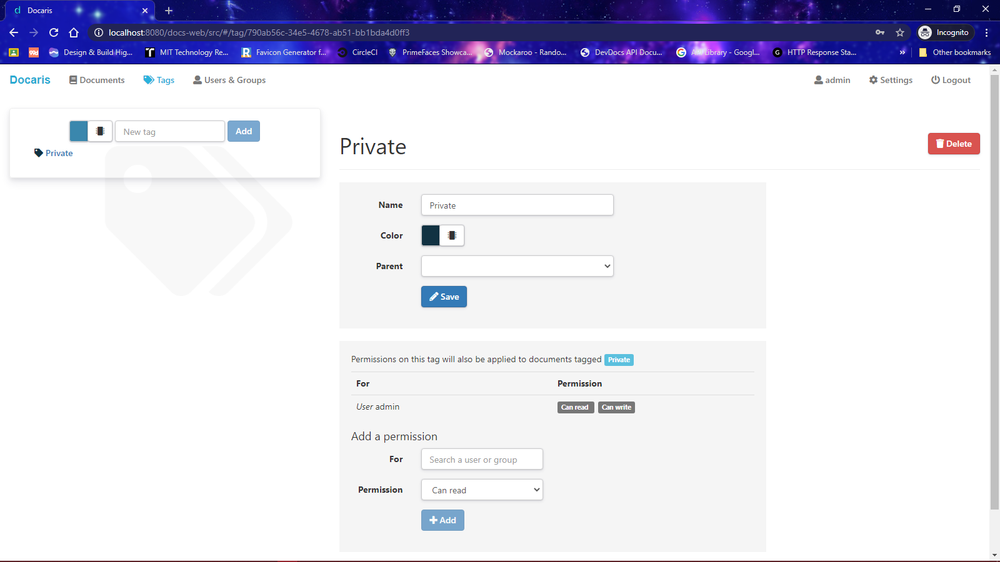 Docaris
localhost:8080/docs-web/src/#/tag/790ab56c-34e5-4678-ab51-bb1bda4d0ff3
Incognito
Design & Build Hig...
MIT Technology Re...
Favicon Generator f...
CircleCI
PrimeFaces Showca...
Mockaroo - Rando...
DevDocs API Docu...
Library - Googl...
HTTP Response Sta...
»
Other bookmarks
Docaris
Documents
Tags
Users & Groups
admin
Settings
Logout
New tag
Add
Private
Private
Delete
Name
Private
Color
Parent
Save
Permissions on this tag will also be applied to documents tagged Private
For Permission
User admin Can read Can write
Add a permission
For
Search a user or group
Permission
Can read
Add